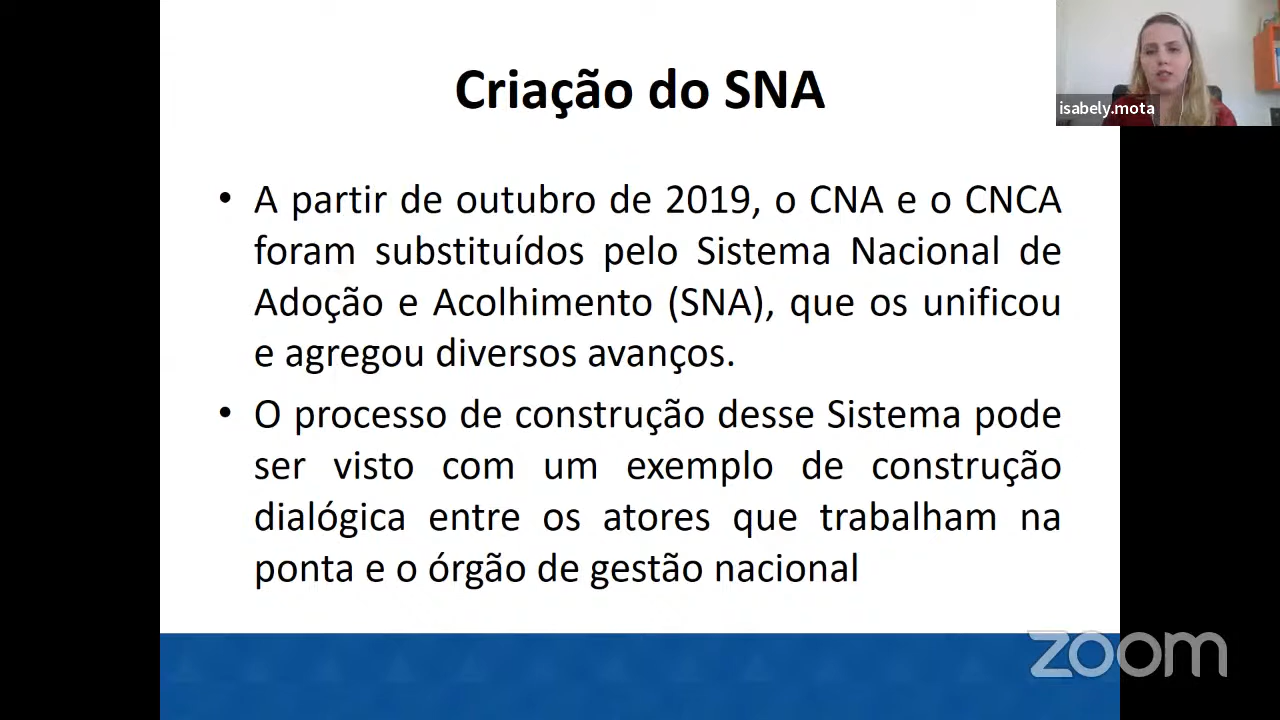 Criação do SNA
isabely.mota
• A partir de outubro de 2019, o CNA e o CNCA
foram substituídos pelo Sistema Nacional de
Adoção e Acolhimento (SNA), que os unificou
e agregou diversos avanços.
• O processo de construção desse Sistema pode
ser visto com um exemplo de construção
dialógica entre os atores que trabalham na
ponta e o órgão de gestão nacional
zoom